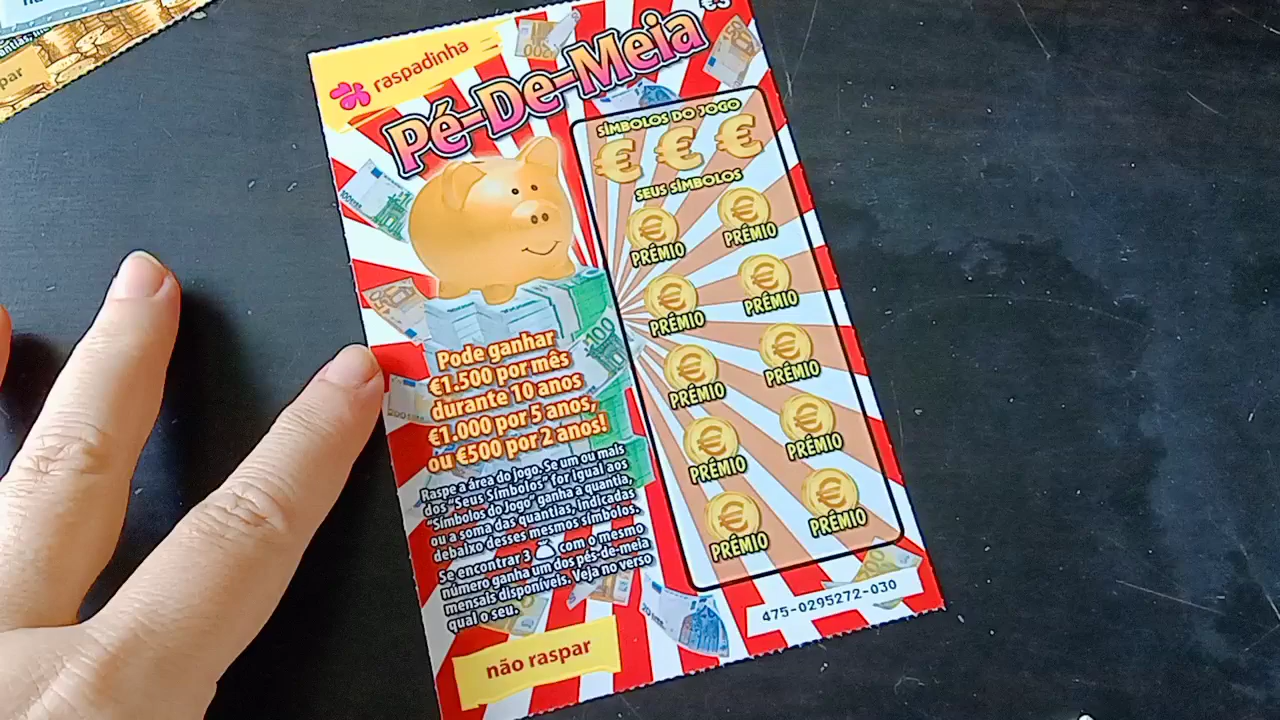 par
raspadinha
€3
Pé-De-Meia
SÍMBOLOS DO JOGO
€ € €
SEUS SÍMBOLOS
€ €
PRÉMIO PRÉMIO
€ €
PRÉMIO PRÉMIO
€ €
PRÉMIO PRÉMIO
€ €
PRÉMIO PRÉMIO
€ €
PRÉMIO PRÉMIO
Pode ganhar
€1.500 por mês
durante 10 anos
€1.000 por 5 anos,
ou €500 por 2 anos!
Raspe a área do jogo. Se um ou mais
dos "Seus Símbolos" for igual aos
"Símbolos do Jogo" ganha a quantia,
ou a soma das quantias, indicadas
debaixo desses mesmos símbolos.
Se encontrar 3 com o mesmo
número ganha um dos pés-de-meia
mensais disponíveis. Veja no verso
qual o seu.
não raspar
475-0295272-030